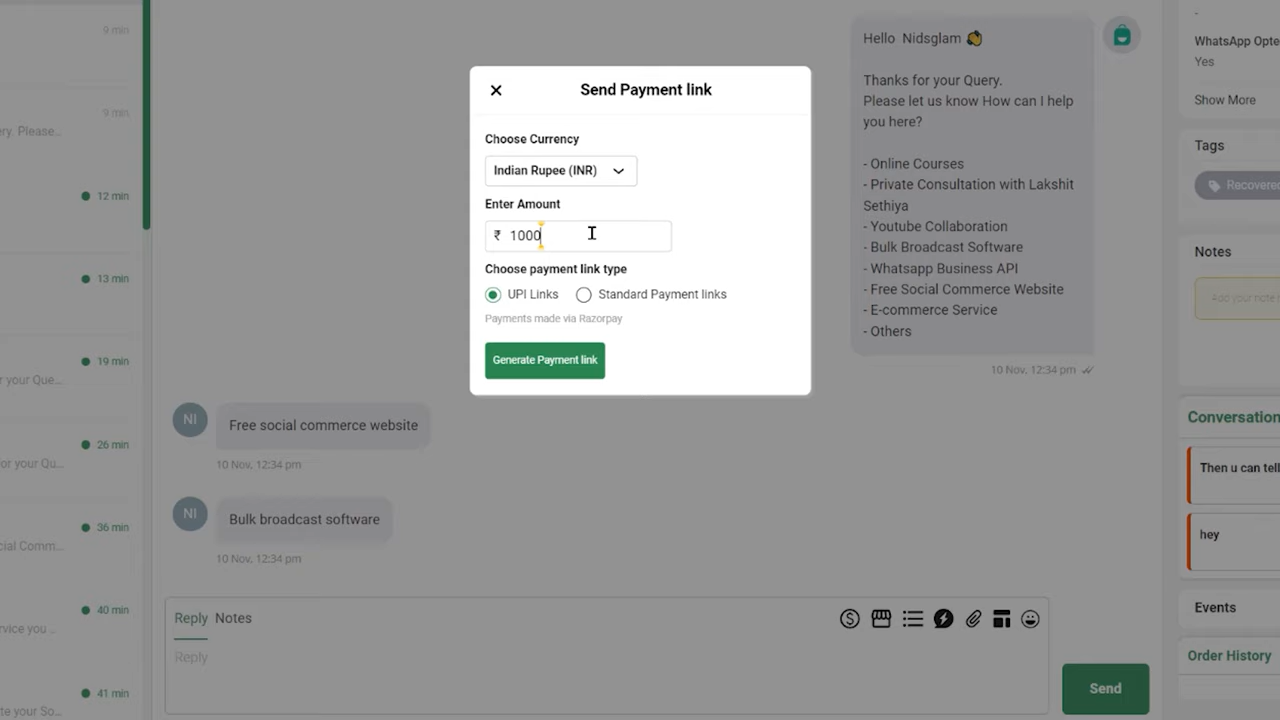 9 min
9 min
ry. Please...
12 min
13 min
19 min
r your Que...
26 min
or your Qu...
36 min
cial Comm...
40 min
rvice you ...
41 min
te your So...
Hello Nidsglam 👋
Thanks for your Query.
Please let us know How can I help
you here?
- Online Courses
- Private Consultation with Lakshit
Sethiya
- Youtube Collaboration
- Bulk Broadcast Software
- Whatsapp Business API
- Free Social Commerce Website
- E-commerce Service
- Others
10 Nov, 12:34 pm
Send Payment link
Choose Currency
Indian Rupee (INR)
Enter Amount
₹ 1000
Choose payment link type
UPI Links
Standard Payment links
Payments made via Razorpay
Generate Payment link
NI
Free social commerce website
10 Nov, 12:34 pm
NI
Bulk broadcast software
10 Nov, 12:34 pm
Reply Notes
Reply
Send
-
WhatsApp Opte
Yes
Show More
Tags
Recovered
Notes
Add your note
Conversation
Then u can tell
hey
Events
Order History